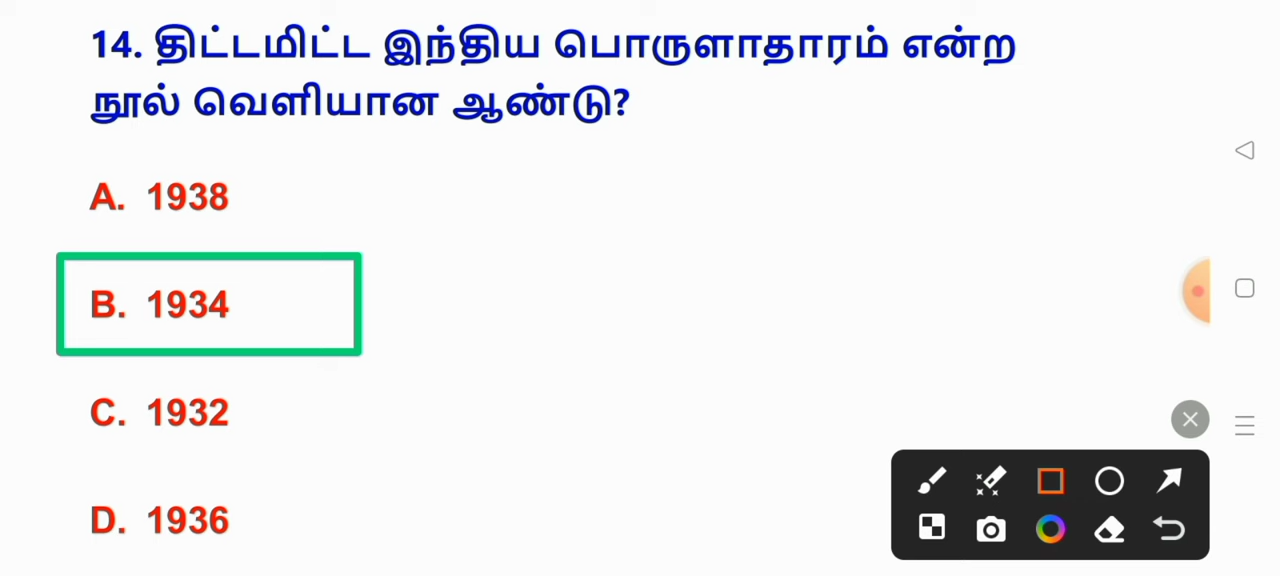 14. திட்டமிட்ட இந்திய பொருளாதாரம் என்ற
நூல் வெளியான ஆண்டு?
A. 1938
B. 1934
C. 1932
D. 1936